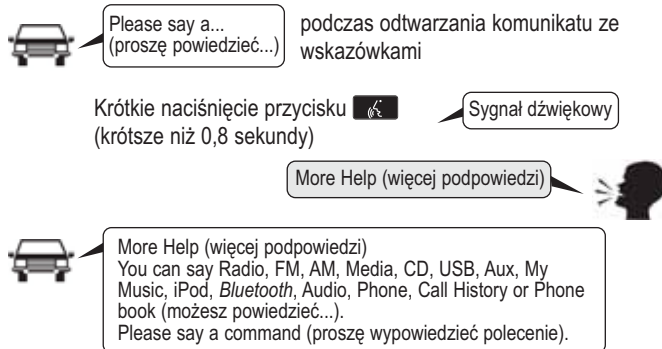 Please say a...
(proszę powiedzieć...)
podczas odtwarzania komunikatu ze
wskazówkami
Krótkie naciśnięcie przycisku
(krótsze niż 0,8 sekundy)
Sygnał dźwiękowy
More Help (więcej podpowiedzi)
More Help (więcej podpowiedzi)
You can say Radio, FM, AM, Media, CD, USB, Aux, My
Music, iPod, Bluetooth, Audio, Phone, Call History or Phone
book (możesz powiedzieć...).
Please say a command (proszę wypowiedzieć polecenie).